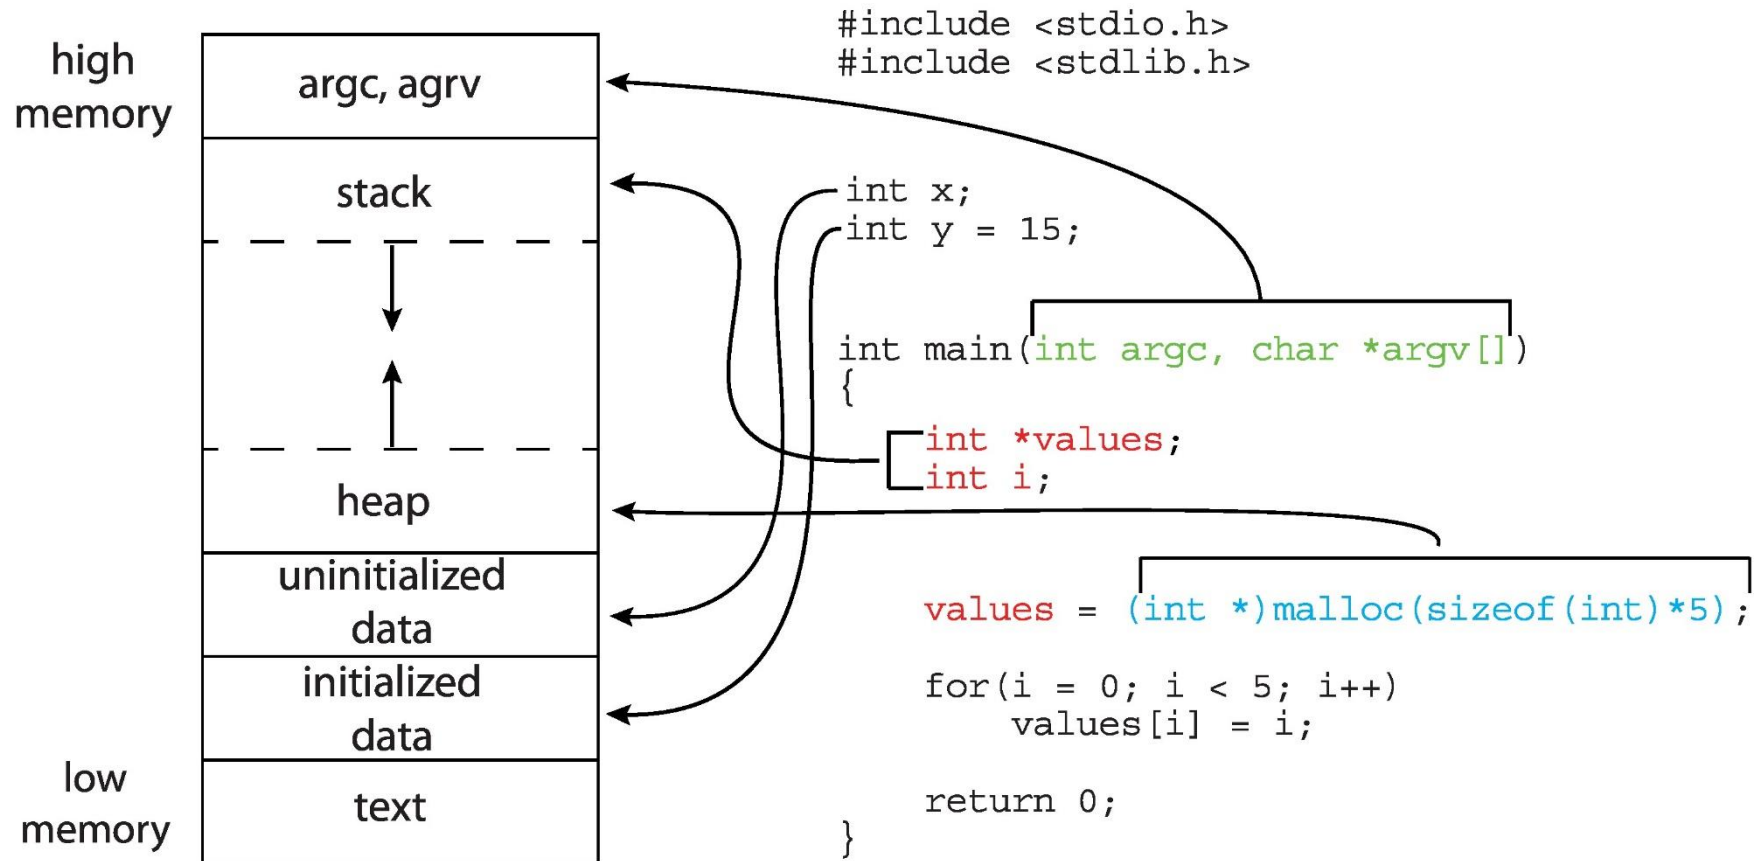 high
memory
argc, agrv
stack
heap
uninitialized
data
initialized
data
low
memory
text
#include <stdio.h>
#include <stdlib.h>
int x;
int y = 15;
int main(int argc, char *argv[])
{
int *values;
int i;
values = (int *)malloc(sizeof(int)*5);
for(i = 0; i < 5; i++)
values[i] = i;
return 0;
}